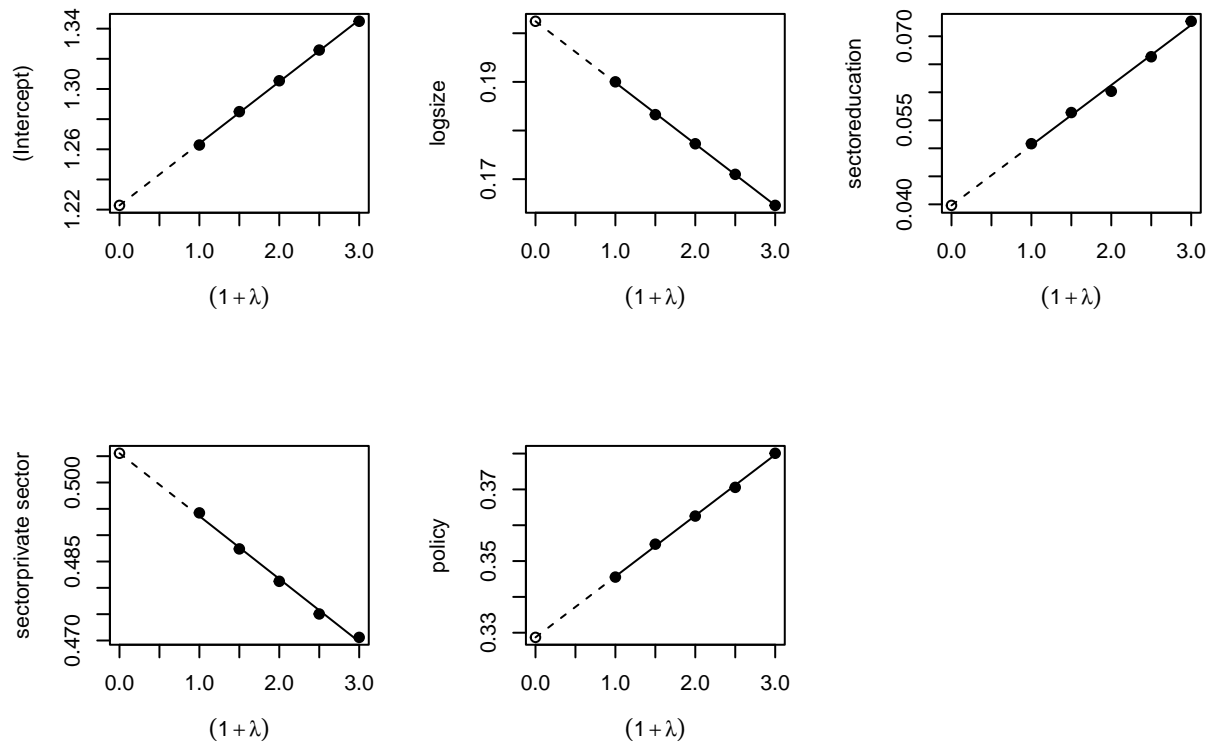 (Intercept)
1.34
1.30
1.26
1.22
0.0 1.0 2.0 3.0
(1 + λ)
logsize
0.19
0.17
0.0 1.0 2.0 3.0
(1 + λ)
sectoreducation
0.070
0.055
0.040
0.0 1.0 2.0 3.0
(1 + λ)
sectorprivate sector
0.500
0.485
0.470
0.0 1.0 2.0 3.0
(1 + λ)
policy
0.37
0.35
0.33
0.0 1.0 2.0 3.0
(1 + λ)